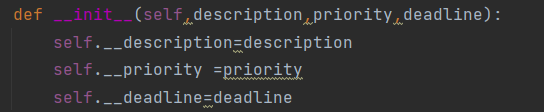 def __init__(self,description,priority,deadline):
    self.__description=description
    self.__priority =priority
    self.__deadline=deadline